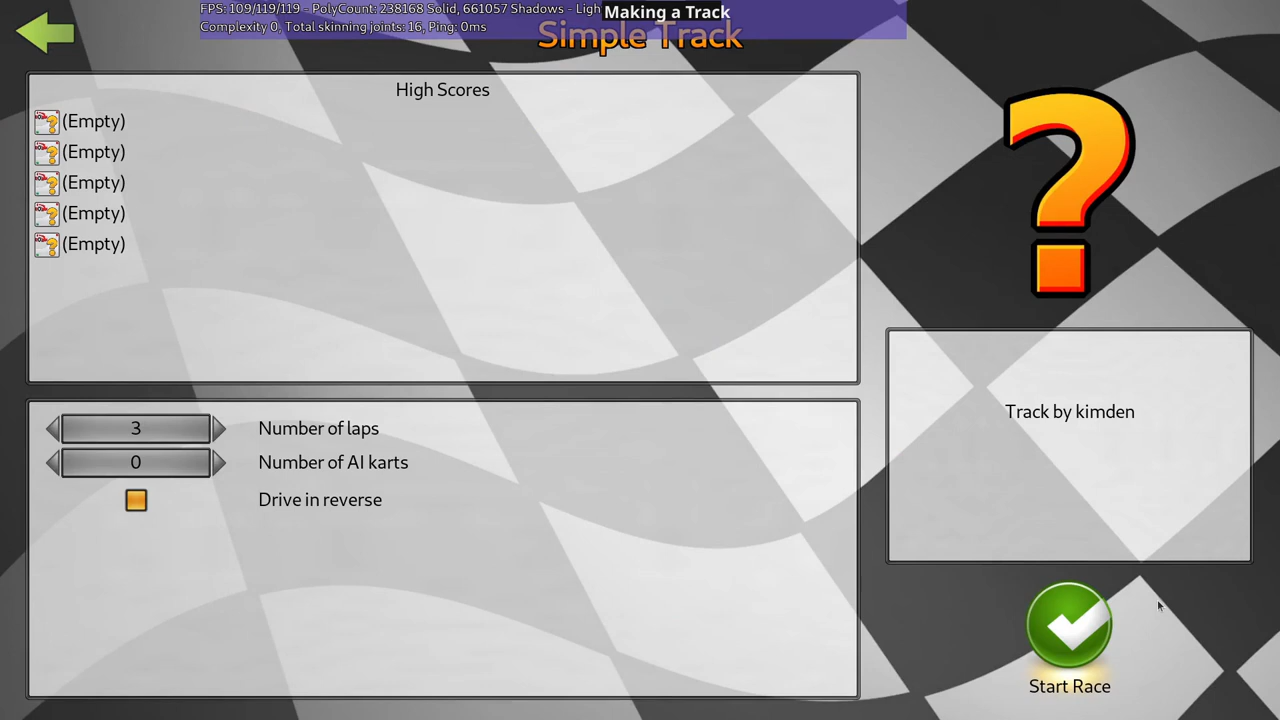 FPS: 109/119/119 - PolyCount: 238168 Solid, 661057 Shadows - Ligh
Making a Track
Complexity 0, Total skinning joints: 16, Ping: 0ms
Simple Track
High Scores
(Empty)
(Empty)
(Empty)
(Empty)
(Empty)
3 Number of laps
0 Number of AI karts
Drive in reverse
Track by kimden
Start Race